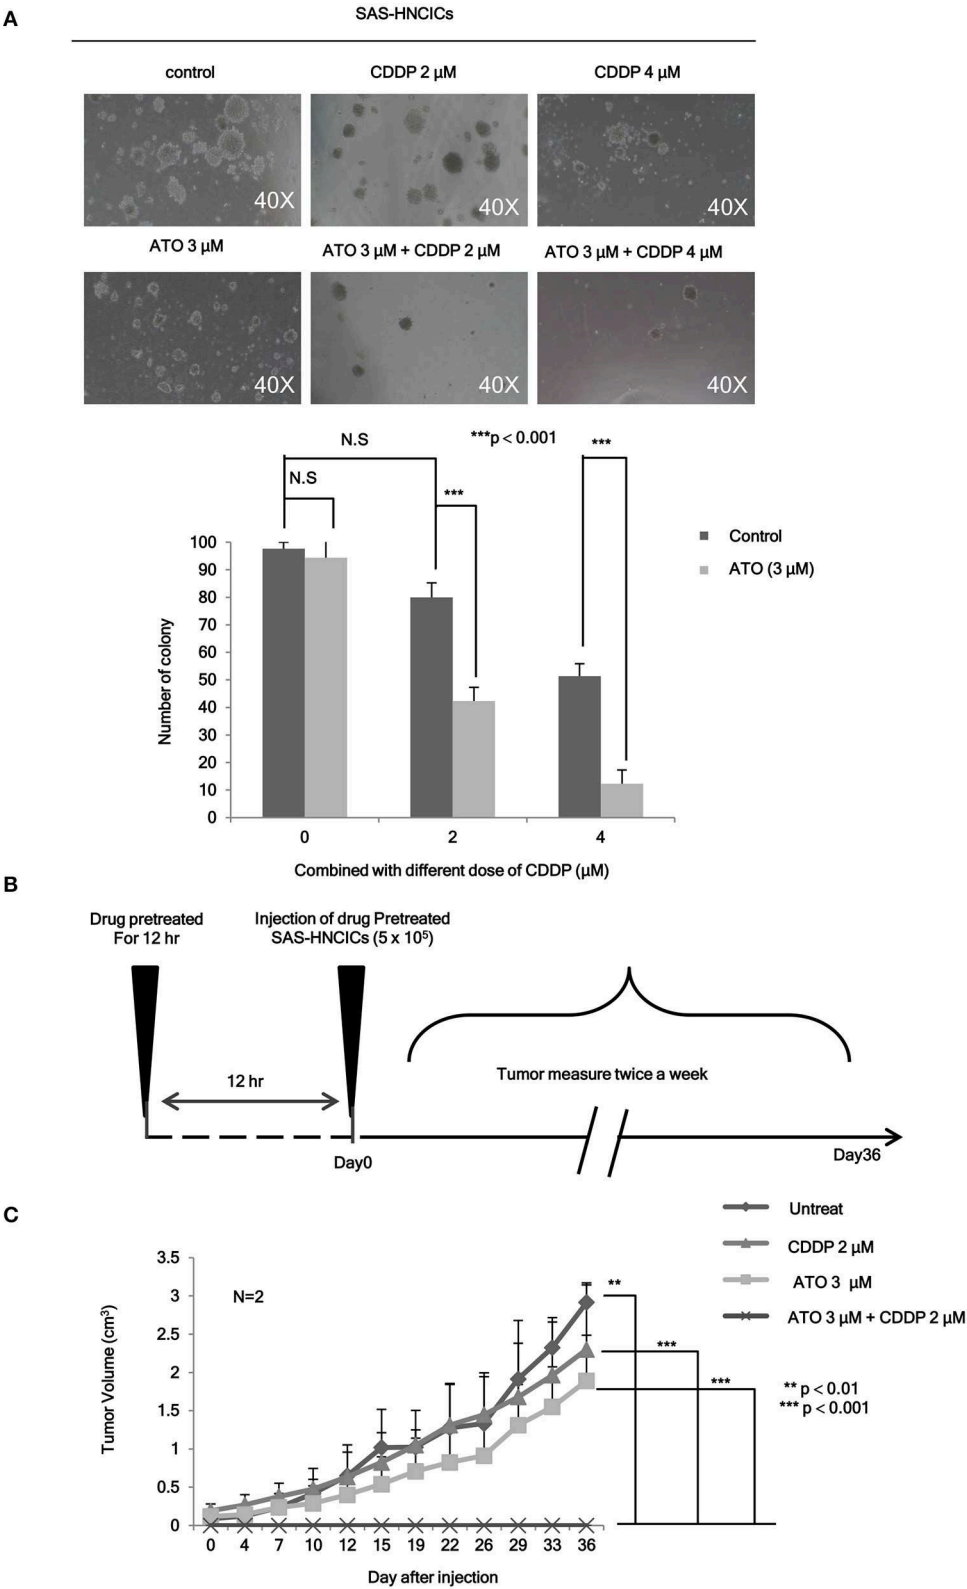 A
SAS-HNCICs
control
CDDP 2 µM
CDDP 4 µM
40X
40X
40X
ATO 3 µM
ATO 3 µM + CDDP 2 µM
ATO 3 µM + CDDP 4 µM
40X
40X
40X
N.S
***p < 0.001
***
N.S
***
100
90
80
70
60
50
40
30
20
10
0
Number of colony
Control
ATO (3 µM)
0
2
4
Combined with different dose of CDDP (µM)
B
Drug pretreated
For 12 hr
Injection of drug Pretreated
SAS-HNCICs (5 x 10⁵)
12 hr
Tumor measure twice a week
Day0
Day36
C
Untreat
CDDP 2 µM
ATO 3 µM
ATO 3 µM + CDDP 2 µM
3.5
3
2.5
2
1.5
1
0.5
0
Tumor Volume (cm³)
N=2
**
***
***
** p < 0.01
*** p < 0.001
0 4 7 10 12 15 19 22 26 29 33 36
Day after injection